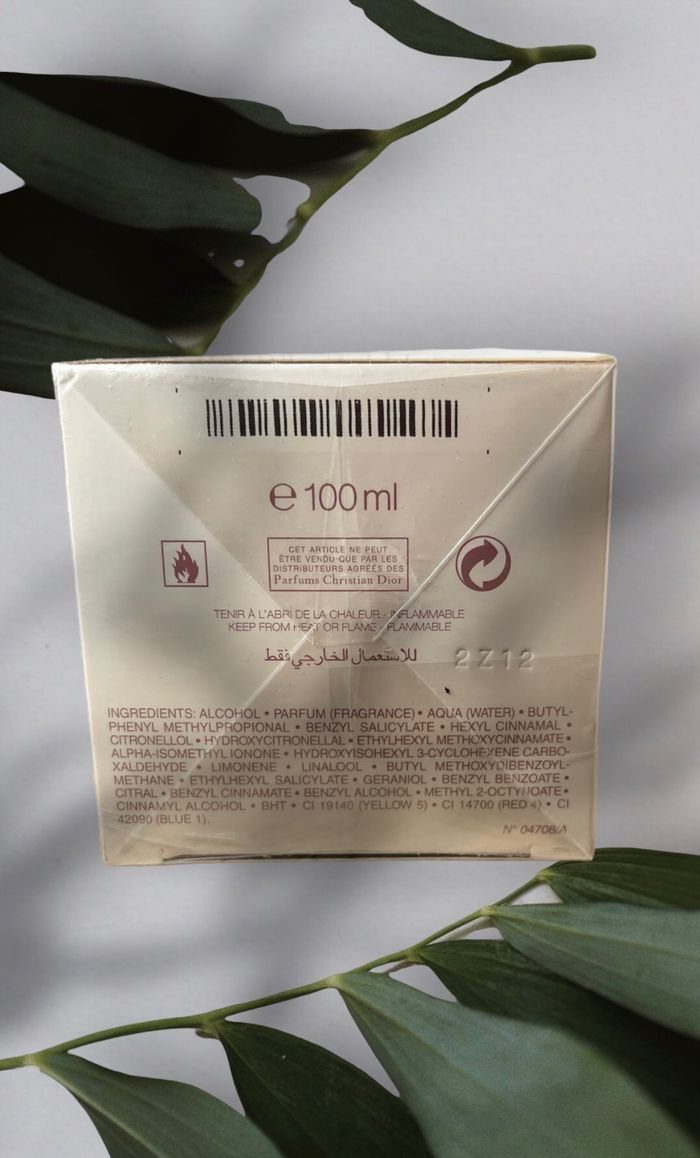 e 100 ml
CET ARTICLE NE PEUT
ÊTRE VENDU QUE PAR LES
DISTRIBUTEURS AGRÉÉS DES
Parfums Christian Dior
TENIR À L'ABRI DE LA CHALEUR - INFLAMMABLE
KEEP FROM HEAT OR FLAME - FLAMMABLE
للاستعمال الخارجي فقط
2Z12
INGREDIENTS: ALCOHOL • PARFUM (FRAGRANCE) • AQUA (WATER) • BUTYL-
PHENYL METHYLPROPIONAL • BENZYL SALICYLATE • HEXYL CINNAMAL •
CITRONELLOL • HYDROXYCITRONELLAL • ETHYLHEXYL METHOXYCINNAMATE •
ALPHA-ISOMETHYL IONONE • HYDROXYISOHEXYL 3-CYCLOHEXENE CARBO-
XALDEHYDE • LIMONENE • LINALOOL • BUTYL METHOXYDIBENZOYL-
METHANE • ETHYLHEXYL SALICYLATE • GERANIOL • BENZYL BENZOATE •
CITRAL • BENZYL CINNAMATE • BENZYL ALCOHOL • METHYL 2-OCTYNOATE •
CINNAMYL ALCOHOL • BHT • CI 19140 (YELLOW 5) • CI 14700 (RED 4) • CI
42090 (BLUE 1).
N° 04708/A